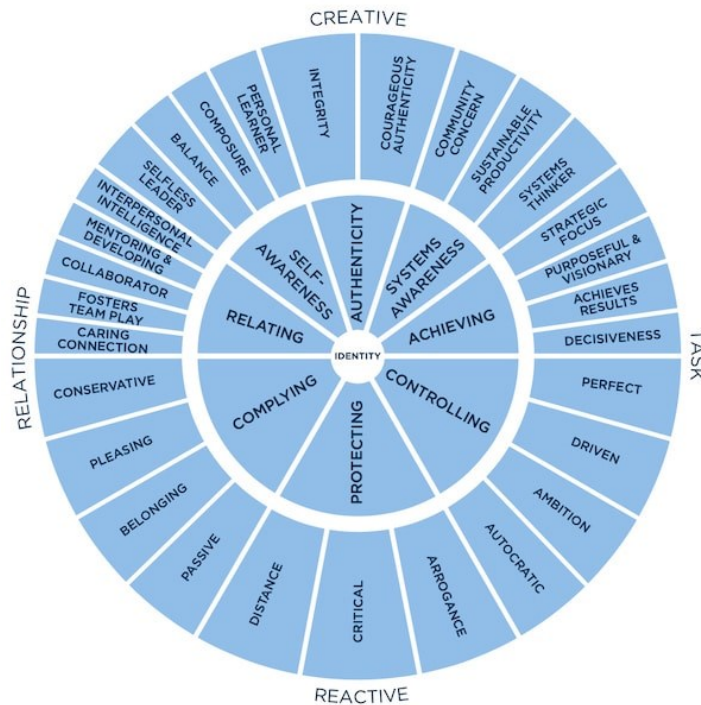 CREATIVE
RELATIONSHIP
TASK
REACTIVE
CARING
CONNECTION
FOSTERS
TEAM PLAY
COLLABORATOR
MENTORING &
DEVELOPING
INTERPERSONAL
INTELLIGENCE
SELFLESS
LEADER
BALANCE
COMPOSURE
PERSONAL
LEARNER
INTEGRITY
COURAGEOUS
AUTHENTICITY
COMMUNITY
CONCERN
SUSTAINABLE
PRODUCTIVITY
SYSTEMS
THINKER
STRATEGIC
FOCUS
PURPOSEFUL &
VISIONARY
ACHIEVES
RESULTS
DECISIVENESS
PERFECT
DRIVEN
AMBITION
AUTOCRATIC
ARROGANCE
CRITICAL
DISTANCE
PASSIVE
BELONGING
PLEASING
CONSERVATIVE
RELATING
SELF-
AWARENESS
AUTHENTICITY
SYSTEMS
AWARENESS
ACHIEVING
CONTROLLING
PROTECTING
COMPLYING
IDENTITY